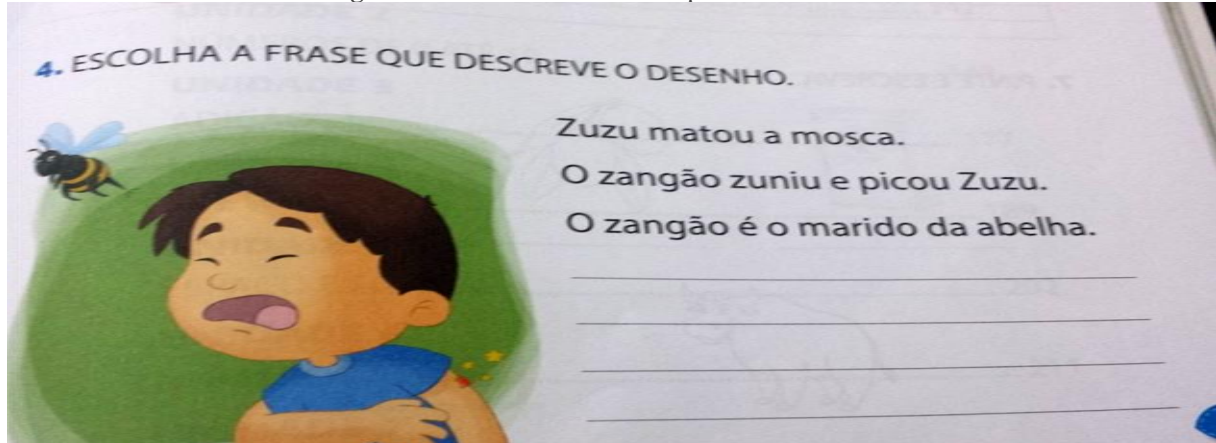 4. ESCOLHA A FRASE QUE DESCREVE O DESENHO.
Zuzu matou a mosca.
O zangão zuniu e picou Zuzu.
O zangão é o marido da abelha.